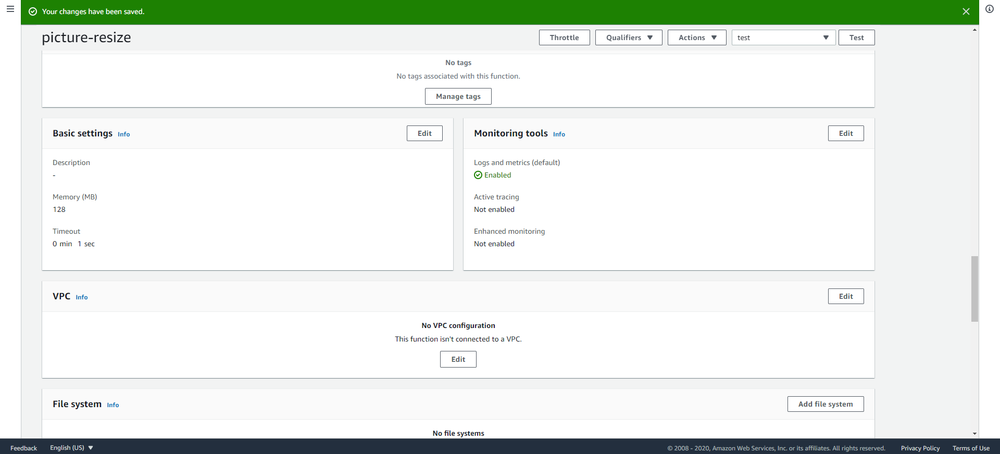 Your changes have been saved.
picture-resize
Throttle
Qualifiers
Actions
test
Test
No tags
No tags associated with this function.
Manage tags
Basic settings Info
Edit
Description
-
Memory (MB)
128
Timeout
0 min 1 sec
Monitoring tools Info
Edit
Logs and metrics (default)
Enabled
Active tracing
Not enabled
Enhanced monitoring
Not enabled
VPC Info
Edit
No VPC configuration
This function isn't connected to a VPC.
Edit
File system Info
Add file system
No file systems
Feedback
English (US)
© 2008 - 2020, Amazon Web Services, Inc. or its affiliates. All rights reserved.
Privacy Policy
Terms of Use